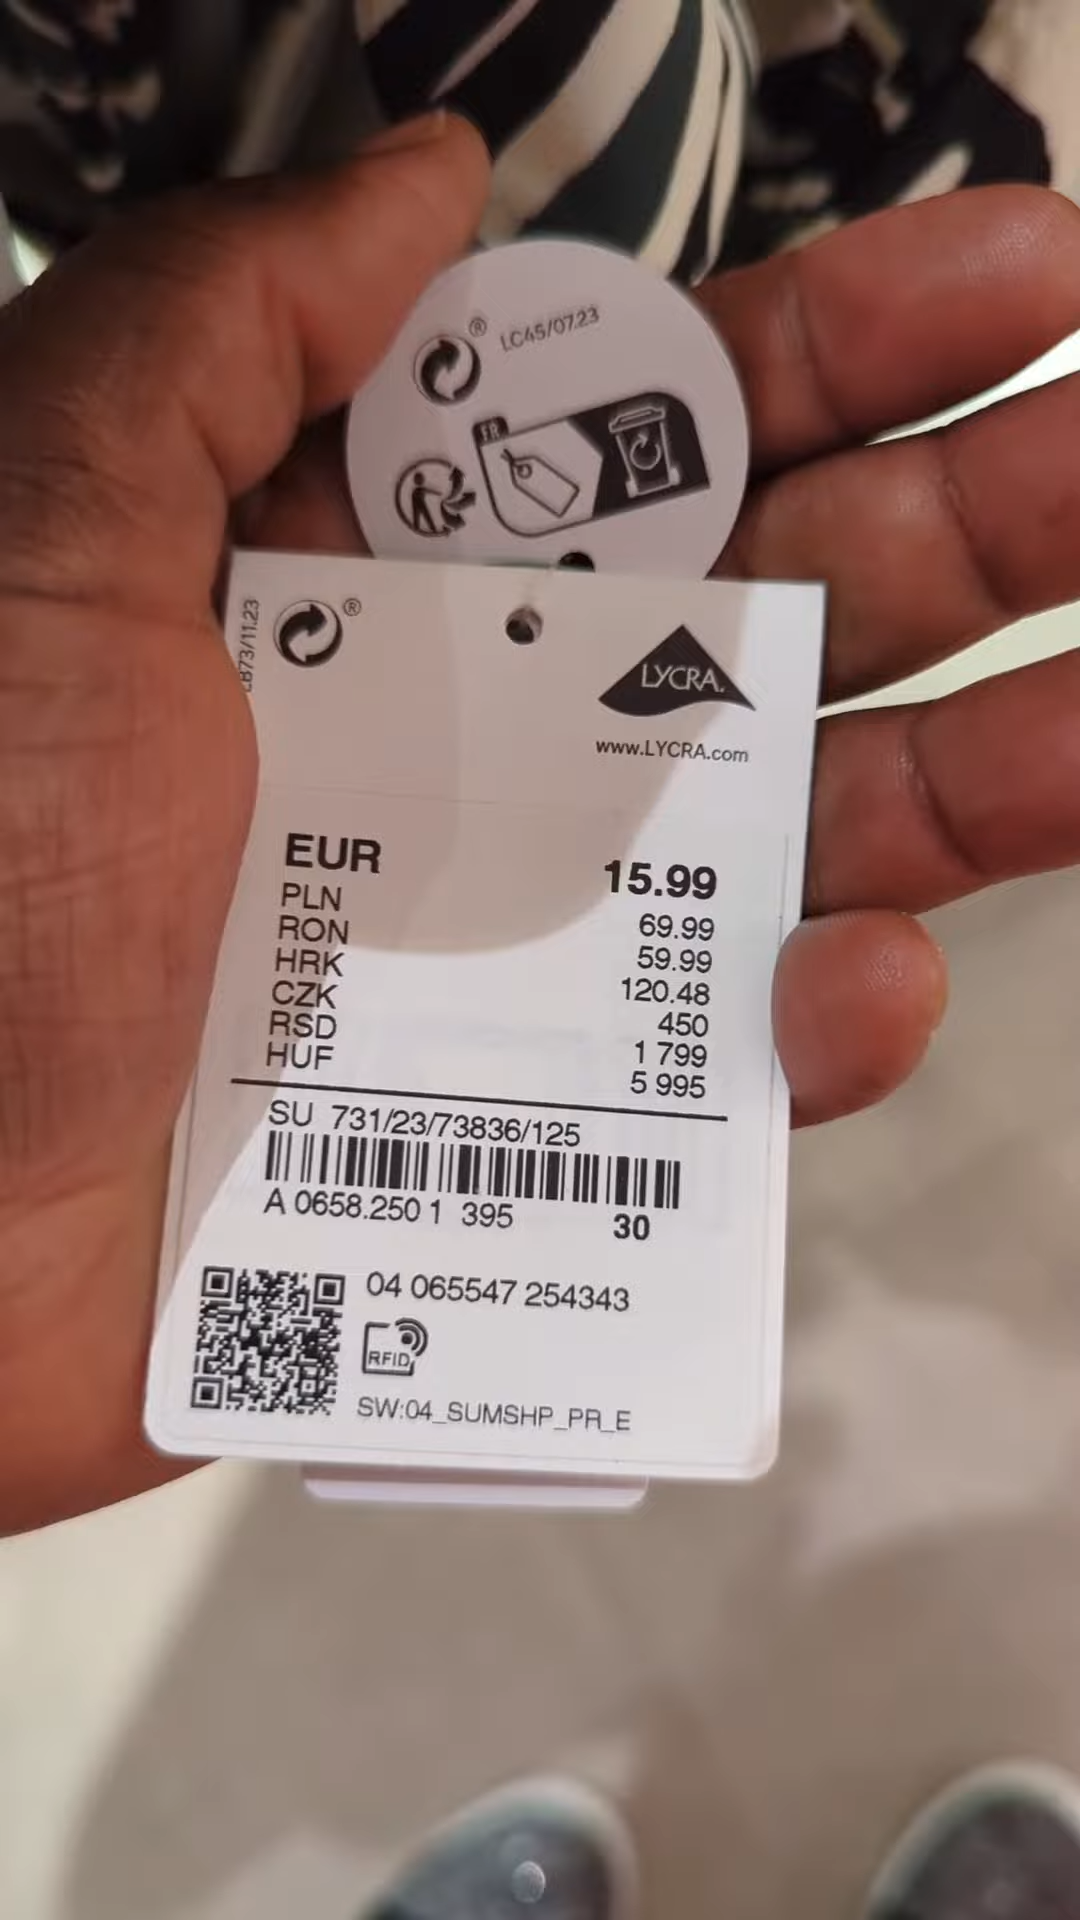 ® LC45/07.23
FR
LB73/11.23
®
LYCRA.
www.LYCRA.com
EUR 15.99
PLN 69.99
RON 59.99
HRK 120.48
CZK 450
RSD 1 799
HUF 5 995
SU 731/23/73836/125
A 0658.250 1 395 30
04 065547 254343
RFID
SW:04_SUMSHP_PR_E